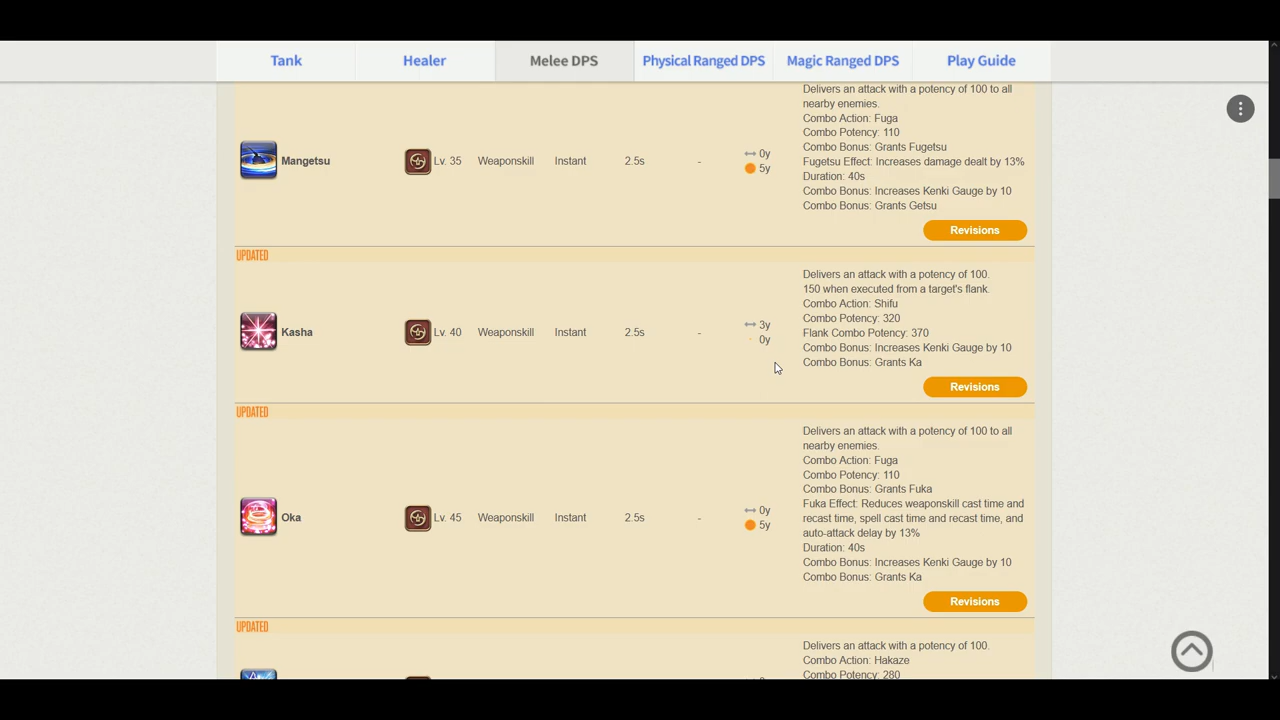 Tank
Healer
Melee DPS
Physical Ranged DPS
Magic Ranged DPS
Play Guide
Mangetsu
Lv. 35
Weaponskill
Instant
2.5s
-
0y
5y
Delivers an attack with a potency of 100 to all
nearby enemies.
Combo Action: Fuga
Combo Potency: 110
Combo Bonus: Grants Fugetsu
Fugetsu Effect: Increases damage dealt by 13%
Duration: 40s
Combo Bonus: Increases Kenki Gauge by 10
Combo Bonus: Grants Getsu
Revisions
UPDATED
Kasha
Lv. 40
Weaponskill
Instant
2.5s
-
3y
0y
Delivers an attack with a potency of 100.
150 when executed from a target's flank.
Combo Action: Shifu
Combo Potency: 320
Flank Combo Potency: 370
Combo Bonus: Increases Kenki Gauge by 10
Combo Bonus: Grants Ka
Revisions
UPDATED
Oka
Lv. 45
Weaponskill
Instant
2.5s
-
0y
5y
Delivers an attack with a potency of 100 to all
nearby enemies.
Combo Action: Fuga
Combo Potency: 110
Combo Bonus: Grants Fuka
Fuka Effect: Reduces weaponskill cast time and
recast time, spell cast time and recast time, and
auto-attack delay by 13%
Duration: 40s
Combo Bonus: Increases Kenki Gauge by 10
Combo Bonus: Grants Ka
Revisions
UPDATED
Delivers an attack with a potency of 100.
Combo Action: Hakaze
Combo Potency: 280